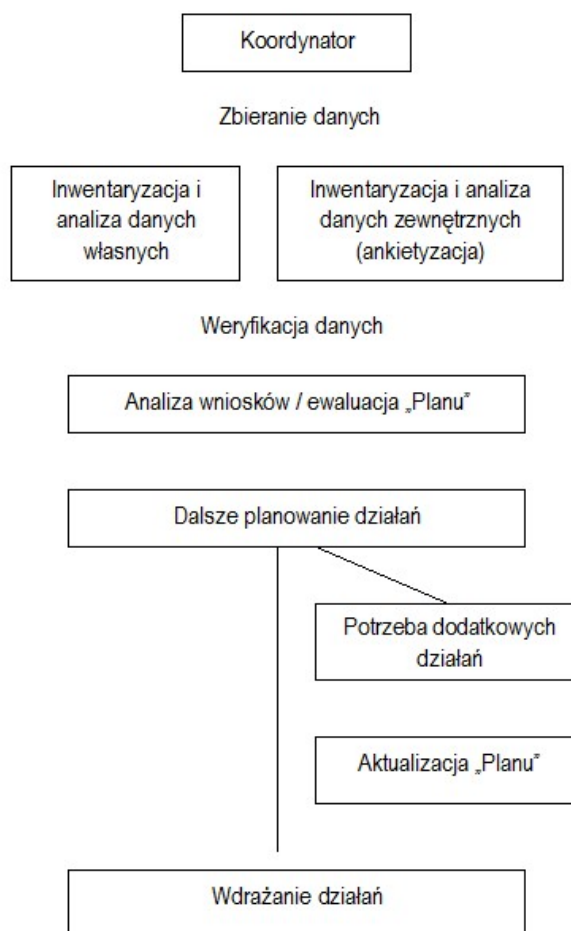 Koordynator
Zbieranie danych
Inwentaryzacja i
analiza danych
własnych
Inwentaryzacja i analiza
danych zewnętrznych
(ankietyzacja)
Weryfikacja danych
Analiza wniosków / ewaluacja „Planu”
Dalsze planowanie działań
Potrzeba dodatkowych
działań
Aktualizacja „Planu”
Wdrażanie działań